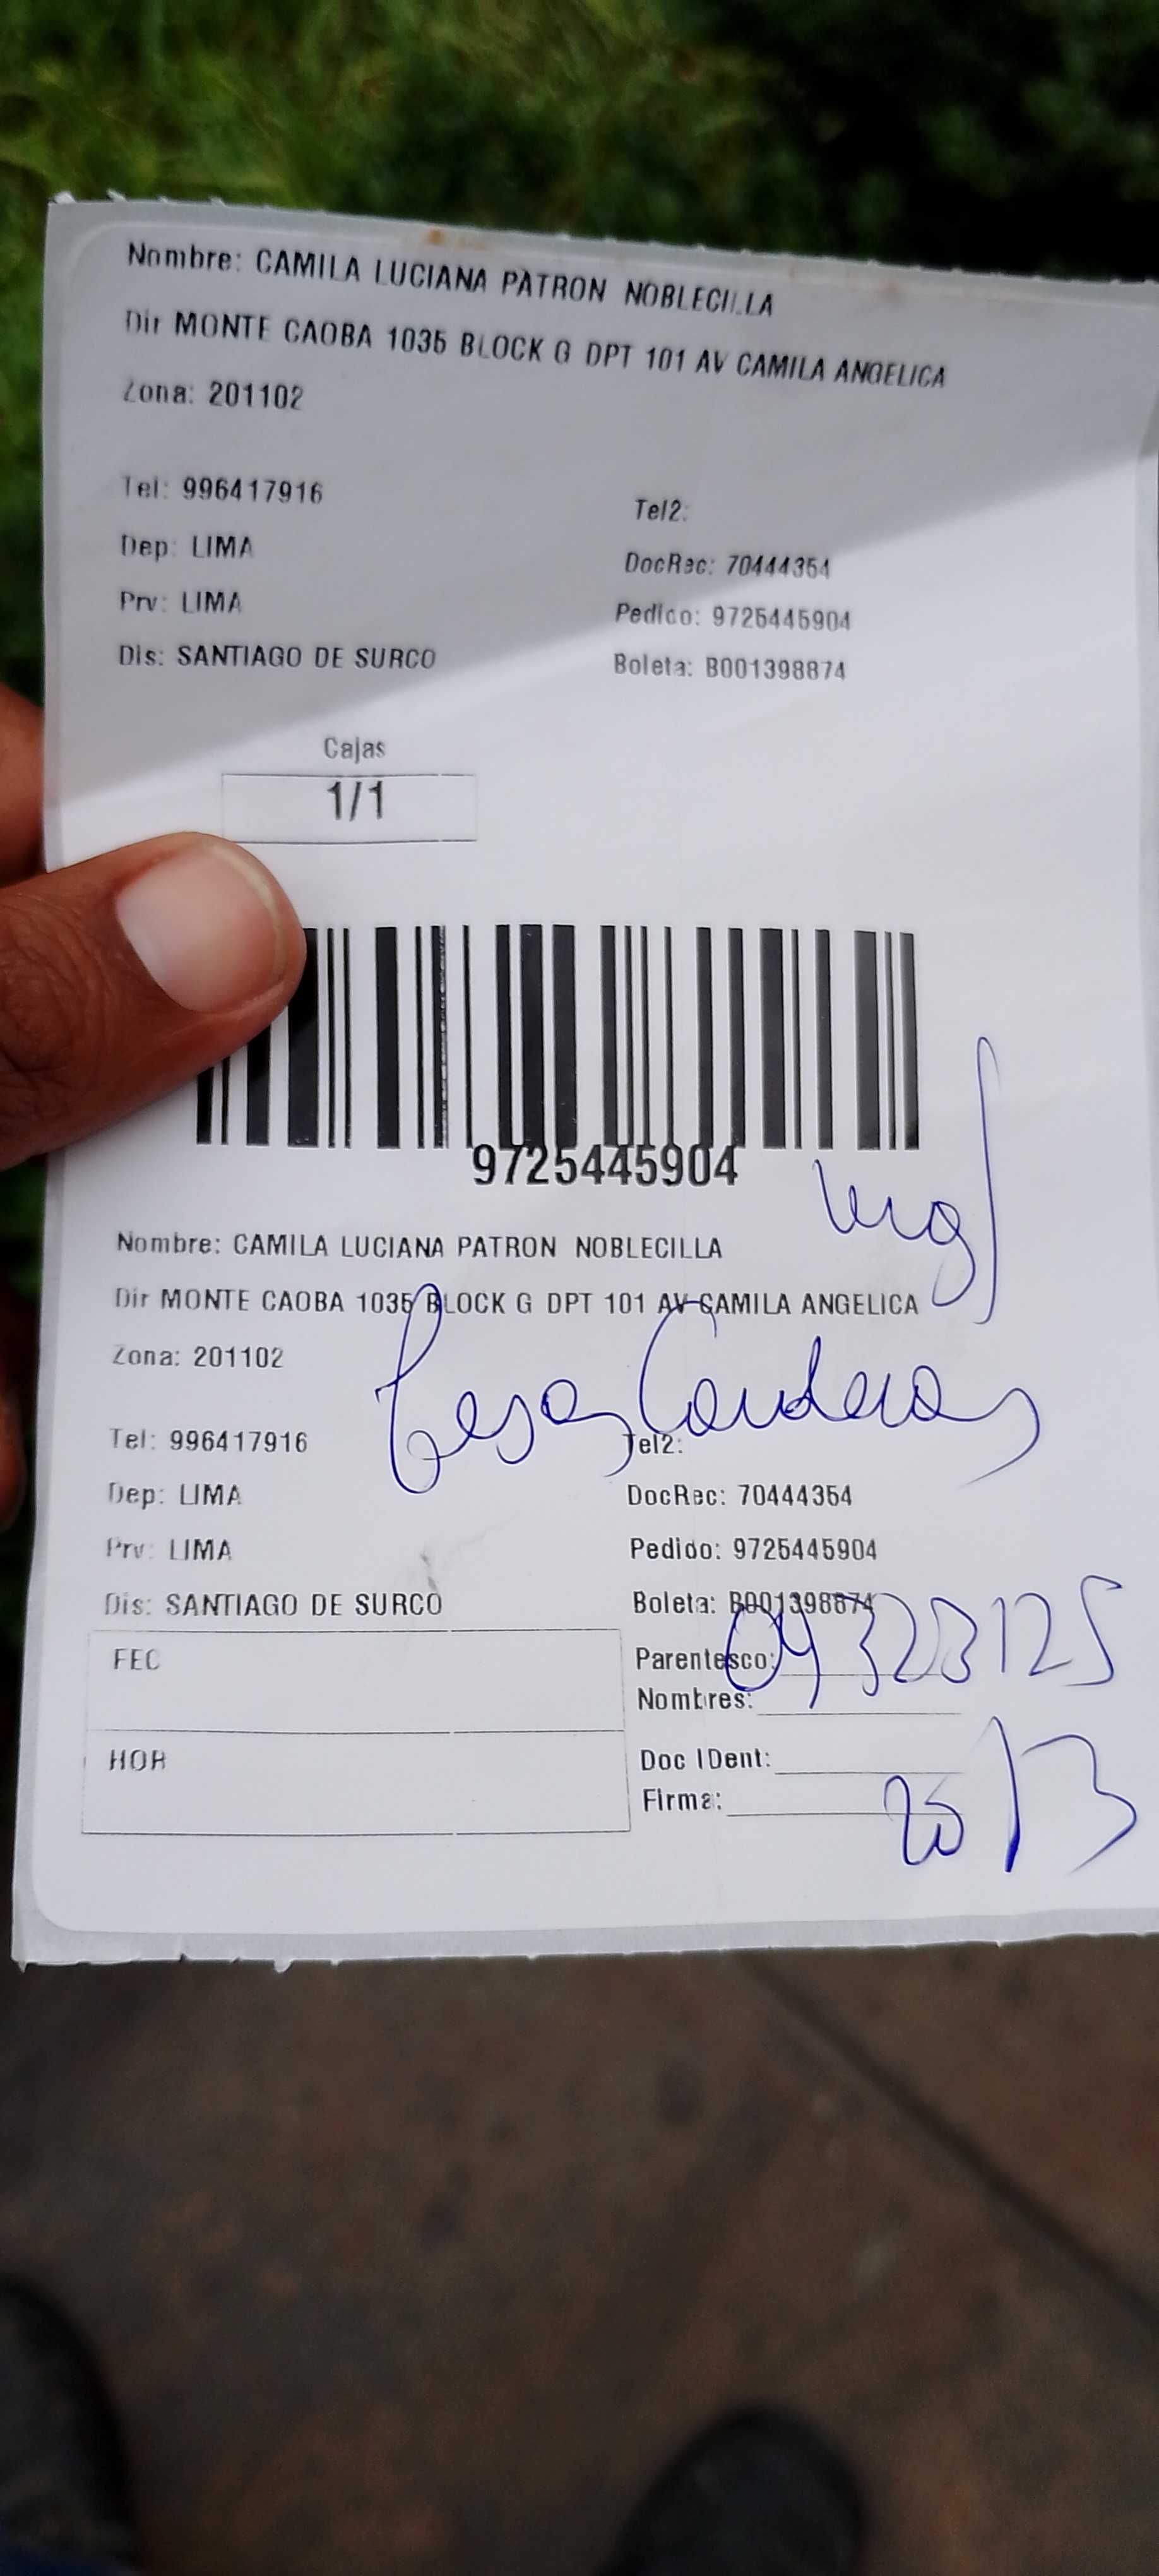 Nombre: CAMILA LUCIANA PATRON NOBLECILLA
Dir MONTE CAOBA 1035 BLOCK G DPT 101 AV CAMILA ANGELICA
Zona: 201102
Tel: 996417916
Tel2:
Dep: LIMA
DocRec: 70444354
Prv: LIMA
Pedido: 9725445904
Dis: SANTIAGO DE SURCO
Boleta: B001398874
Cajas
1/1
9725445904
Nombre: CAMILA LUCIANA PATRON NOBLECILLA
Dir MONTE CAOBA 1035 BLOCK G DPT 101 AV CAMILA ANGELICA
Zona: 201102
Cesar
Tel: 996417916
Tel2:
Dep: LIMA
DocRec: 70444354
Prv: LIMA
Pedido: 9725445904
Dis: SANTIAGO DE SURCO
Boleta: B001398874
FEC
Parentesco:
09323125
Nombres:
HOR
Doc IDent:
Firma:
20/3